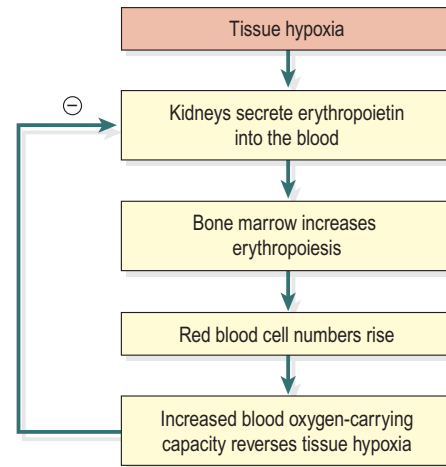 Tissue hypoxia
⊖
Kidneys secrete erythropoietin
into the blood
Bone marrow increases
erythropoiesis
Red blood cell numbers rise
Increased blood oxygen-carrying
capacity reverses tissue hypoxia